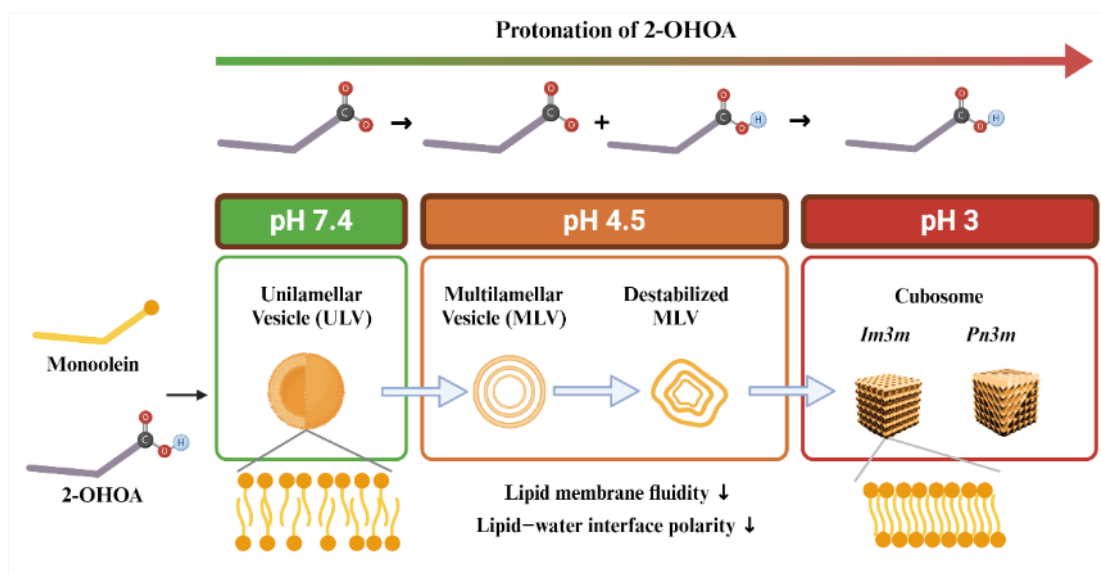 Protonation of 2-OHOA
O
C
O
→
O
C
O
+
O
C
O
H
→
O
C
O
H
pH 7.4
pH 4.5
pH 3
Unilamellar
Vesicle (ULV)
Multilamellar
Vesicle (MLV)
Destabilized
MLV
Cubosome
Im3m
Pn3m
Monoolein
O
C
O
H
2-OHOA
Lipid membrane fluidity ↓
Lipid–water interface polarity ↓